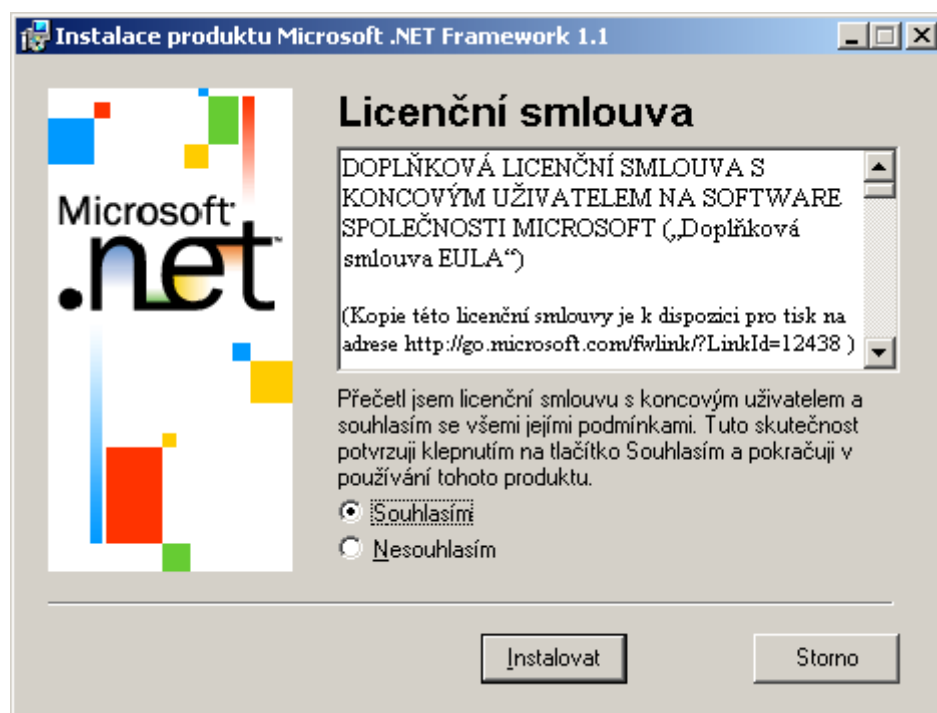 Instalace produktu Microsoft .NET Framework 1.1
Microsoft
.net
Licenční smlouva
DOPLŇKOVÁ LICENČNÍ SMLOUVA S
KONCOVÝM UŽIVATELEM NA SOFTWARE
SPOLEČNOSTI MICROSOFT („Doplňková
smlouva EULA“)
(Kopie této licenční smlouvy je k dispozici pro tisk na
adrese http://go.microsoft.com/fwlink/?LinkId=12438 )
Přečetl jsem licenční smlouvu s koncovým uživatelem a
souhlasím se všemi jejími podmínkami. Tuto skutečnost
potvrzuji klepnutím na tlačítko Souhlasím a pokračuji v
používání tohoto produktu.
Souhlasím
Nesouhlasím
Instalovat
Storno